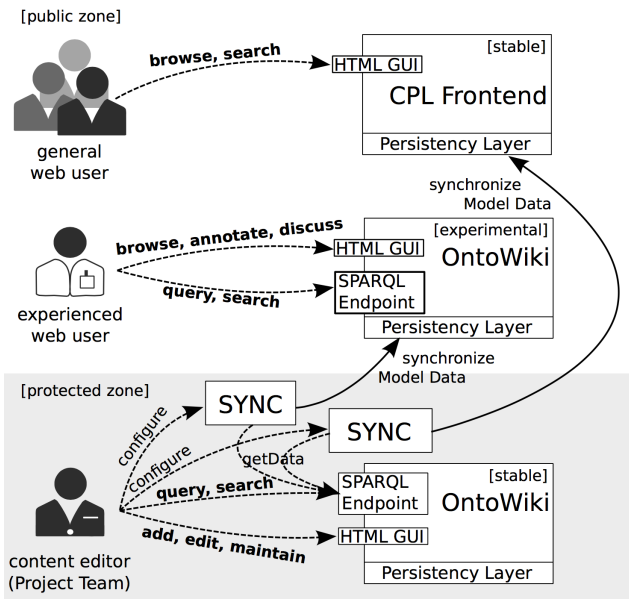 [public zone]
browse, search
[stable]
HTML GUI
CPL Frontend
Persistency Layer
general
web user
synchronize
Model Data
browse, annotate, discuss
[experimental]
HTML GUI
OntoWiki
SPARQL
Endpoint
query, search
Persistency Layer
experienced
web user
synchronize
Model Data
[protected zone]
SYNC
SYNC
configure
configure
getData
[stable]
SPARQL
Endpoint
OntoWiki
query, search
HTML GUI
add, edit, maintain
Persistency Layer
content editor
(Project Team)